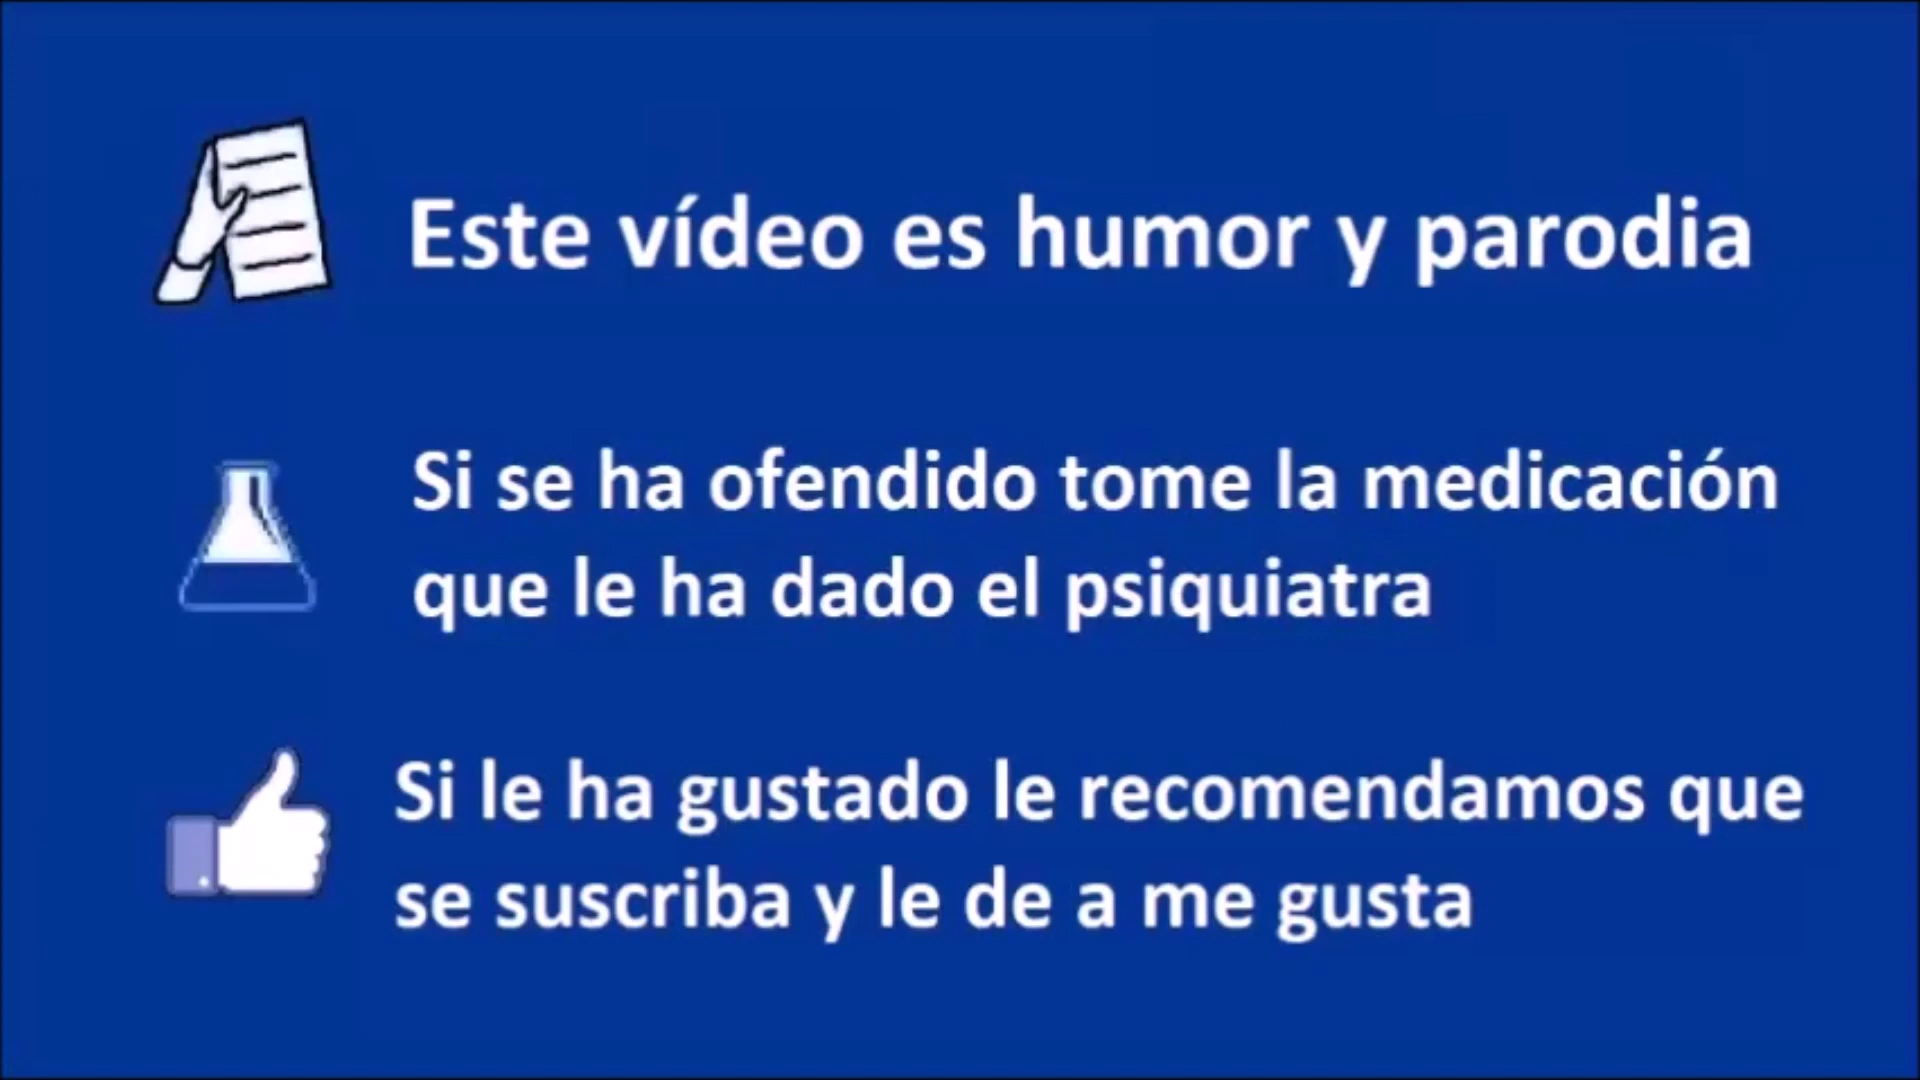 Este vídeo es humor y parodia
Si se ha ofendido tome la medicación
que le ha dado el psiquiatra
Si le ha gustado le recomendamos que
se suscriba y le de a me gusta